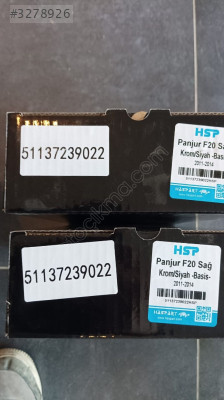 #3278926
HSP
Panjur F20 Sağ
Krom/Siyah -Basis-
2011-2014
51137239022
HSP
Panjur F20 Sağ
Krom/Siyah -Basis-
2011-2014
51137239022